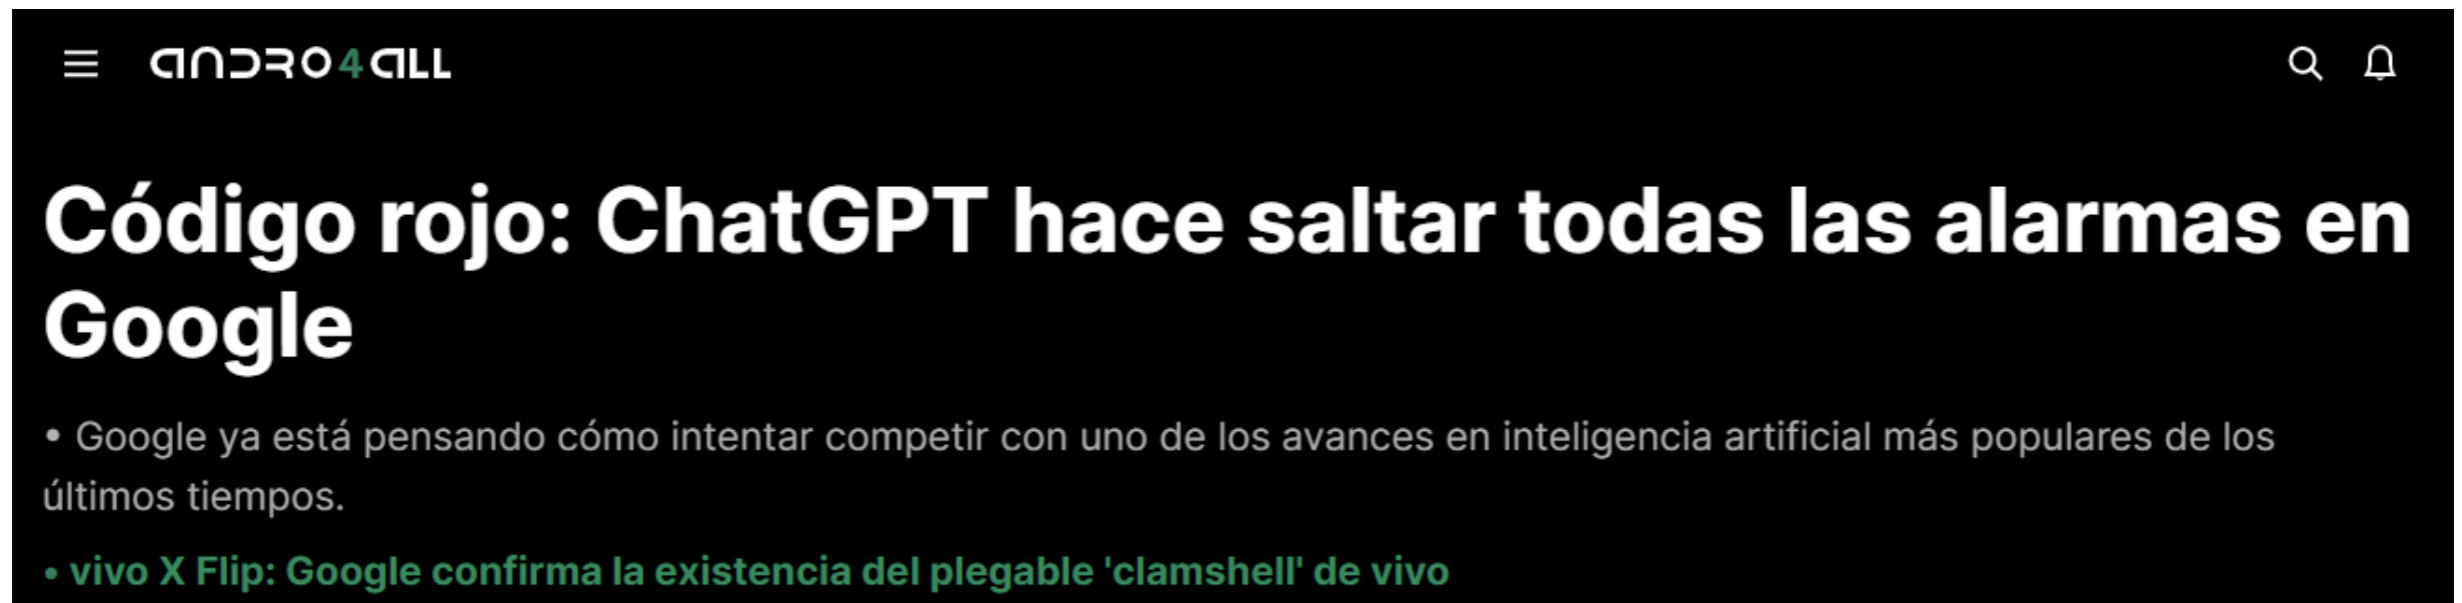 ANDRO4ALL
Código rojo: ChatGPT hace saltar todas las alarmas en
Google
• Google ya está pensando cómo intentar competir con uno de los avances en inteligencia artificial más populares de los
últimos tiempos.
• vivo X Flip: Google confirma la existencia del plegable 'clamshell' de vivo